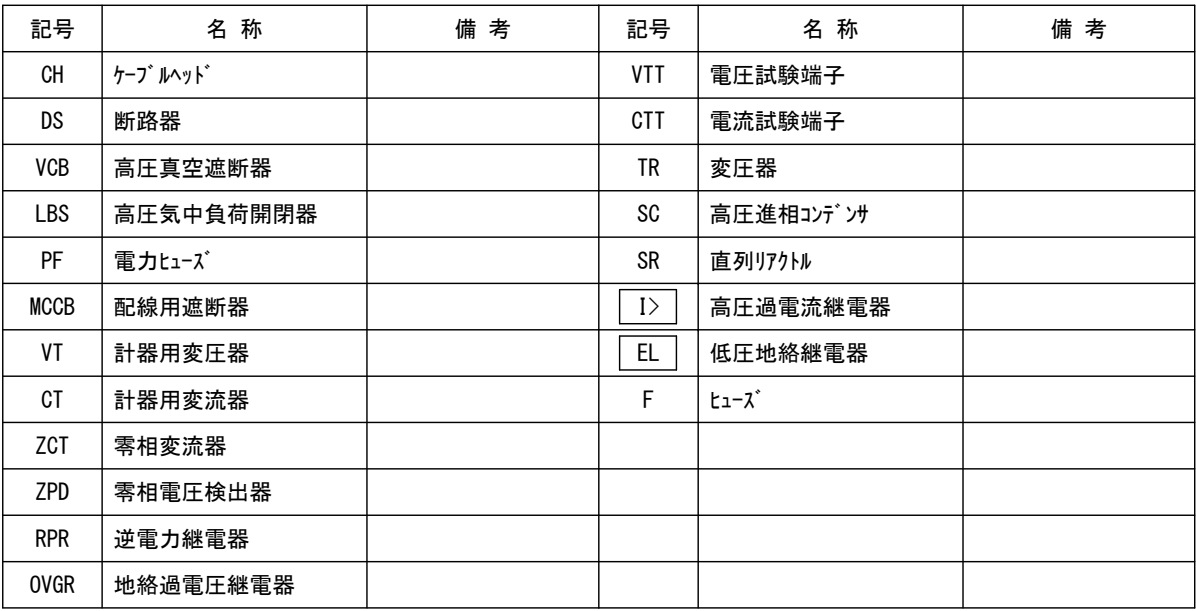 記号 名 称 備 考 記号 名 称 備 考
CH ｹｰﾌﾞﾙﾍｯﾄﾞ VTT 電圧試験端子
DS 断路器 CTT 電流試験端子
VCB 高圧真空遮断器 TR 変圧器
LBS 高圧気中負荷開閉器 SC 高圧進相ｺﾝﾃﾞﾝｻ
PF 電力ﾋｭｰｽﾞ SR 直列ﾘｱｸﾄﾙ
MCCB 配線用遮断器 I> 高圧過電流継電器
VT 計器用変圧器 EL 低圧地絡継電器
CT 計器用変流器 F ﾋｭｰｽﾞ
ZCT 零相変流器
ZPD 零相電圧検出器
RPR 逆電力継電器
OVGR 地絡過電圧継電器